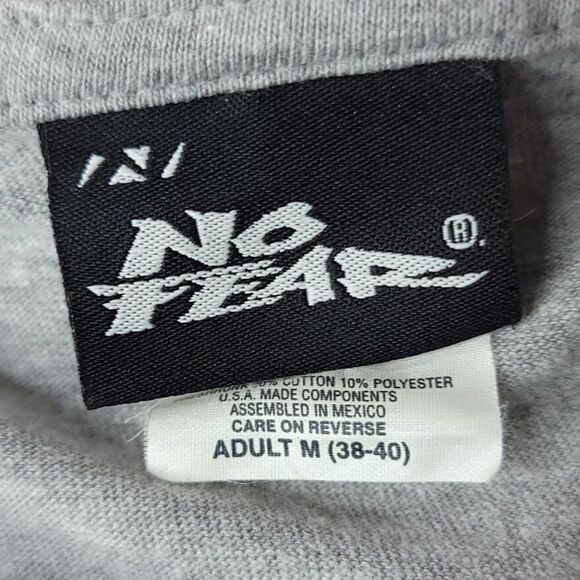 NO
FEAR ®.
COTTON 10% POLYESTER
U.S.A. MADE COMPONENTS
ASSEMBLED IN MEXICO
CARE ON REVERSE
ADULT M (38-40)